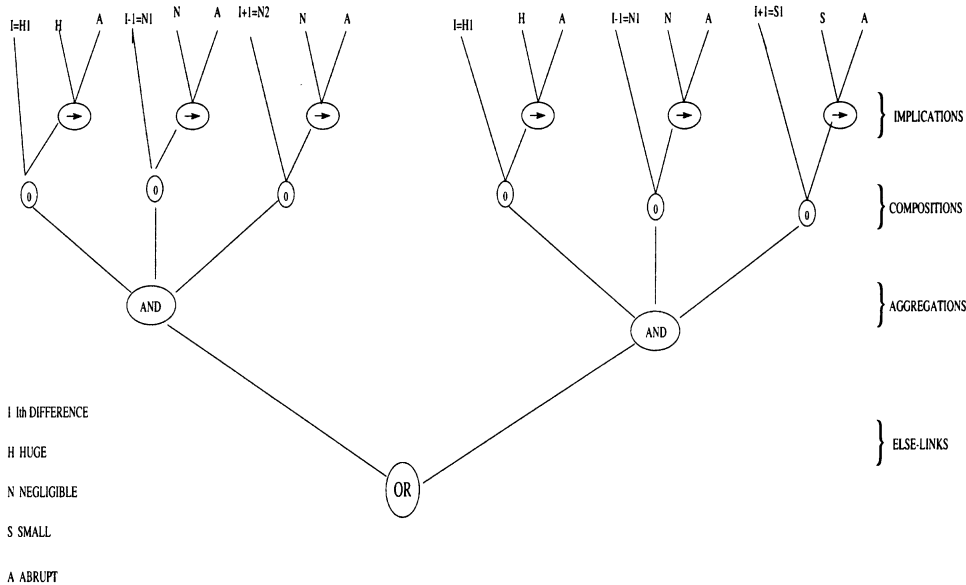 I=H1 H A I-1=N1 N A I+1=N2 N A I=H1 H A I-1=N1 N A I+1=S1 S A
→ → → → → → } IMPLICATIONS
0 0 0 0 0 0 } COMPOSITIONS
AND AND } AGGREGATIONS
I Ith DIFFERENCE
} ELSE-LINKS
H HUGE
OR
N NEGLIGIBLE
S SMALL
A ABRUPT